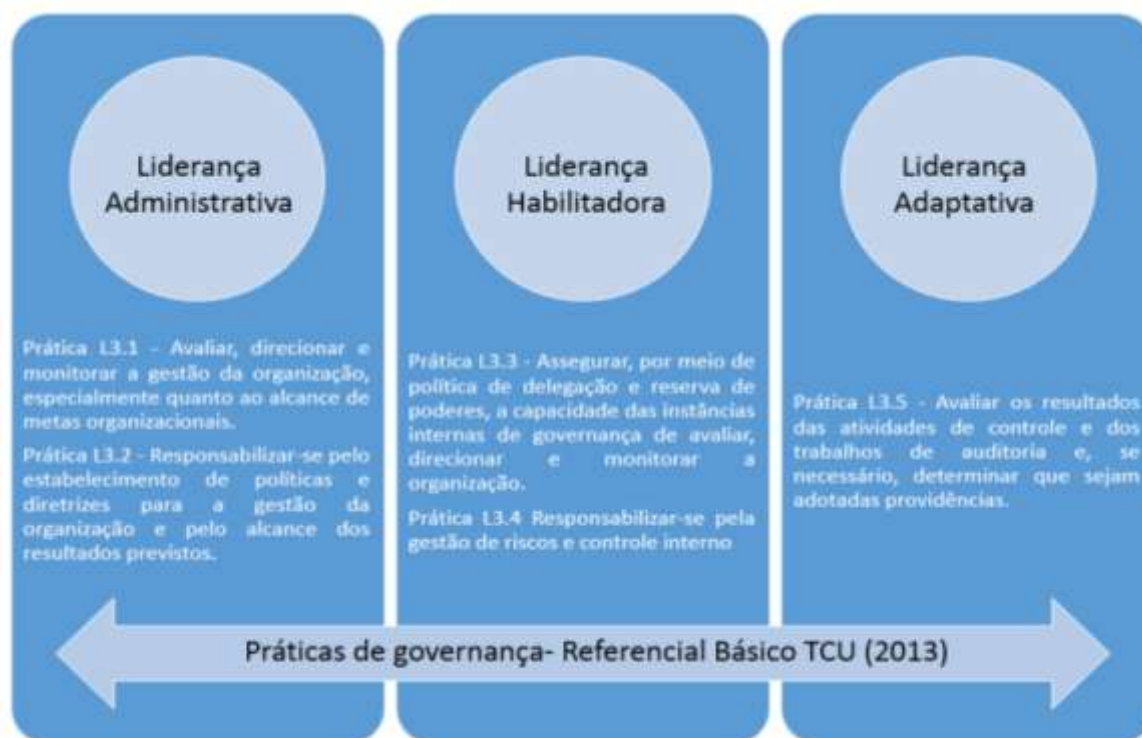 Liderança
Administrativa
Prática L3.1 - Avaliar, direcionar e
monitorar a gestão da organização,
especialmente quanto ao alcance de
metas organizacionais.
Prática L3.2 - Responsabilizar-se pelo
estabelecimento de políticas e
diretrizes para a gestão da
organização e pelo alcance dos
resultados previstos.
Liderança
Habilitadora
Prática L3.3 - Assegurar, por meio de
política de delegação e reserva de
poderes, a capacidade das instâncias
internas de governança de avaliar,
direcionar e monitorar a
organização.
Prática L3.4 Responsabilizar-se pela
gestão de riscos e controle interno
Liderança
Adaptativa
Prática L3.5 - Avaliar os resultados
das atividades de controle e dos
trabalhos de auditoria e, se
necessário, determinar que sejam
adotadas providências.
Práticas de governança- Referencial Básico TCU (2013)